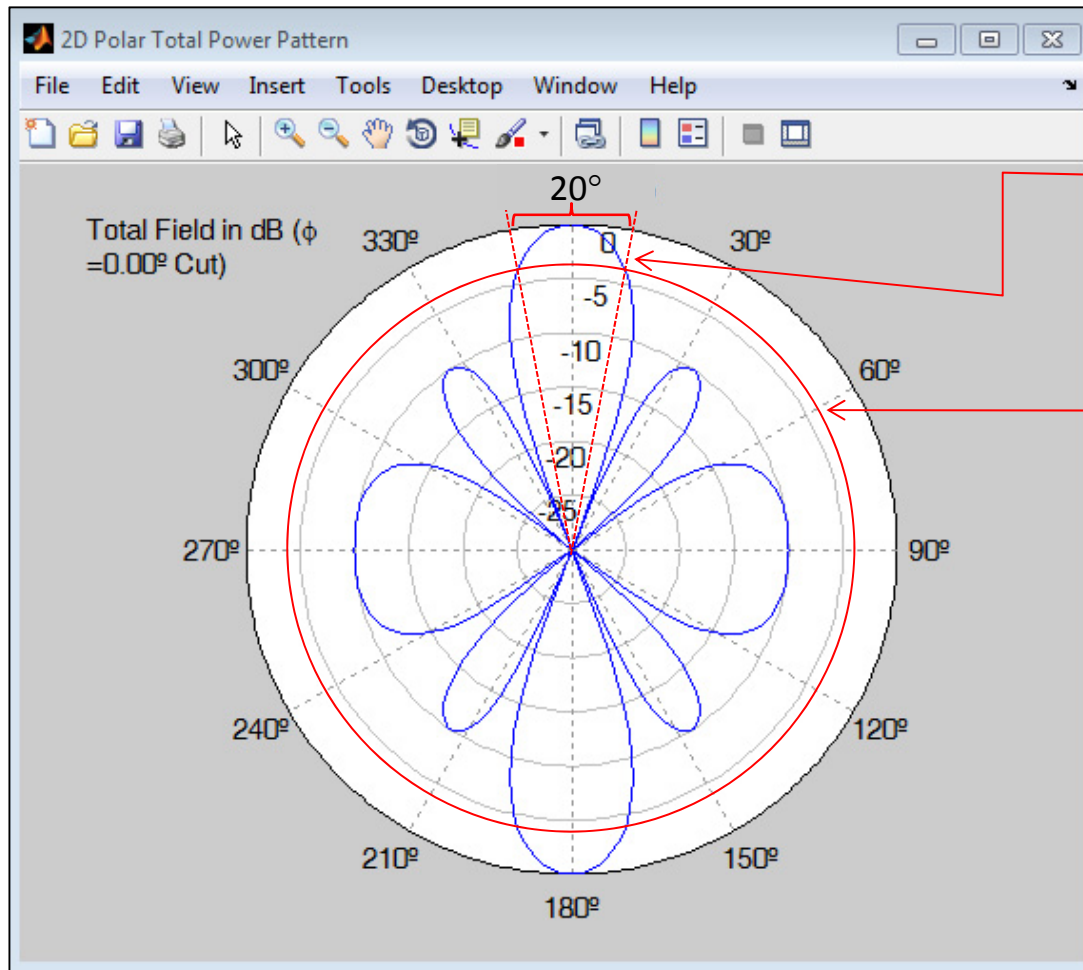 2D Polar Total Power Pattern
File Edit View Insert Tools Desktop Window Help
20°
Total Field in dB (ϕ
=0.00º Cut)
330º
30º
0
-5
-10
-15
-20
-25
300º
60º
270º
90º
240º
120º
210º
150º
180º